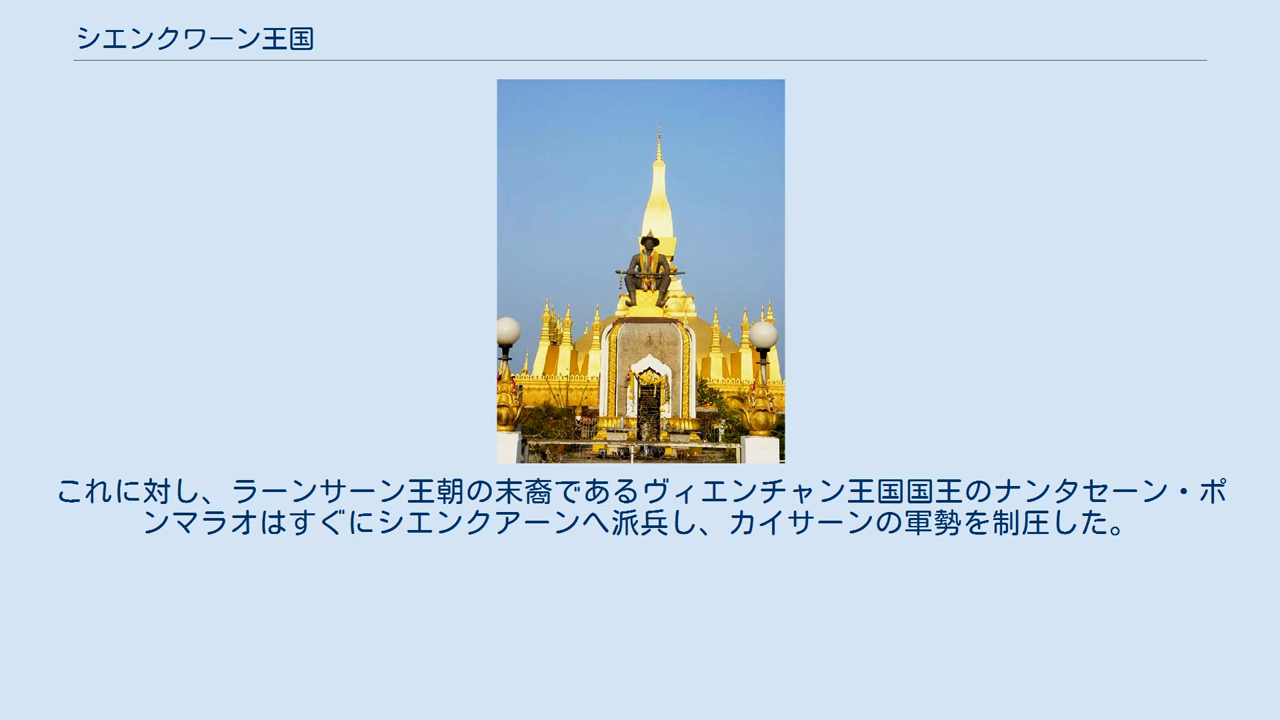 シエンクワーン王国
これに対し、ラーンサーン王朝の末裔であるヴィエンチャン王国国王のナンタセーン・ポ
ンマラオはすぐにシエンクアーンへ派兵し、カイサーンの軍勢を制圧した。